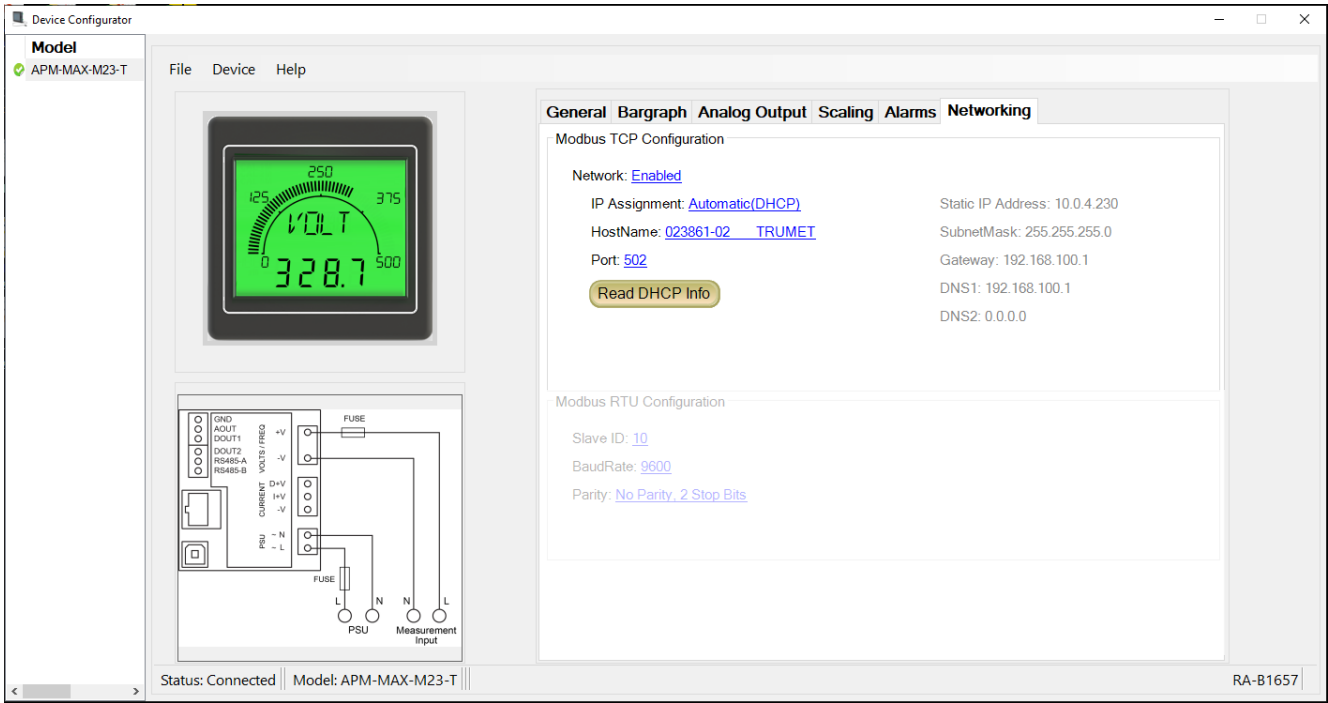 Device Configurator
Model
APM-MAX-M23-T
File Device Help
250
125 375
VOLT
0 500
328.7
GND
AOUT
DOUT1
DOUT2
RS485-A
RS485-B
VOLTS / FREQ
+V
-V
CURRENT
D+V
I+V
-V
PSU
~ N
~ L
FUSE
FUSE
L N N L
PSU
Measurement
Input
General Bargraph Analog Output Scaling Alarms Networking
Modbus TCP Configuration
Network: Enabled
IP Assignment: Automatic(DHCP)
HostName: 023861-02 TRUMET
Port: 502
Read DHCP Info
Static IP Address: 10.0.4.230
SubnetMask: 255.255.255.0
Gateway: 192.168.100.1
DNS1: 192.168.100.1
DNS2: 0.0.0.0
Modbus RTU Configuration
Slave ID: 10
BaudRate: 9600
Parity: No Parity, 2 Stop Bits
Status: Connected Model: APM-MAX-M23-T RA-B1657